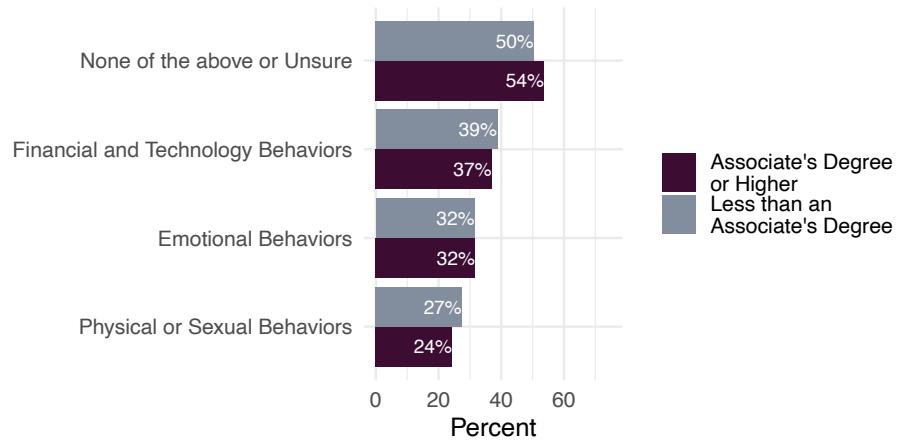 None of the above or Unsure
50%
54%
Financial and Technology Behaviors
39%
37%
Emotional Behaviors
32%
32%
Physical or Sexual Behaviors
27%
24%
0 20 40 60
Percent
Associate's Degree
or Higher
Less than an
Associate's Degree